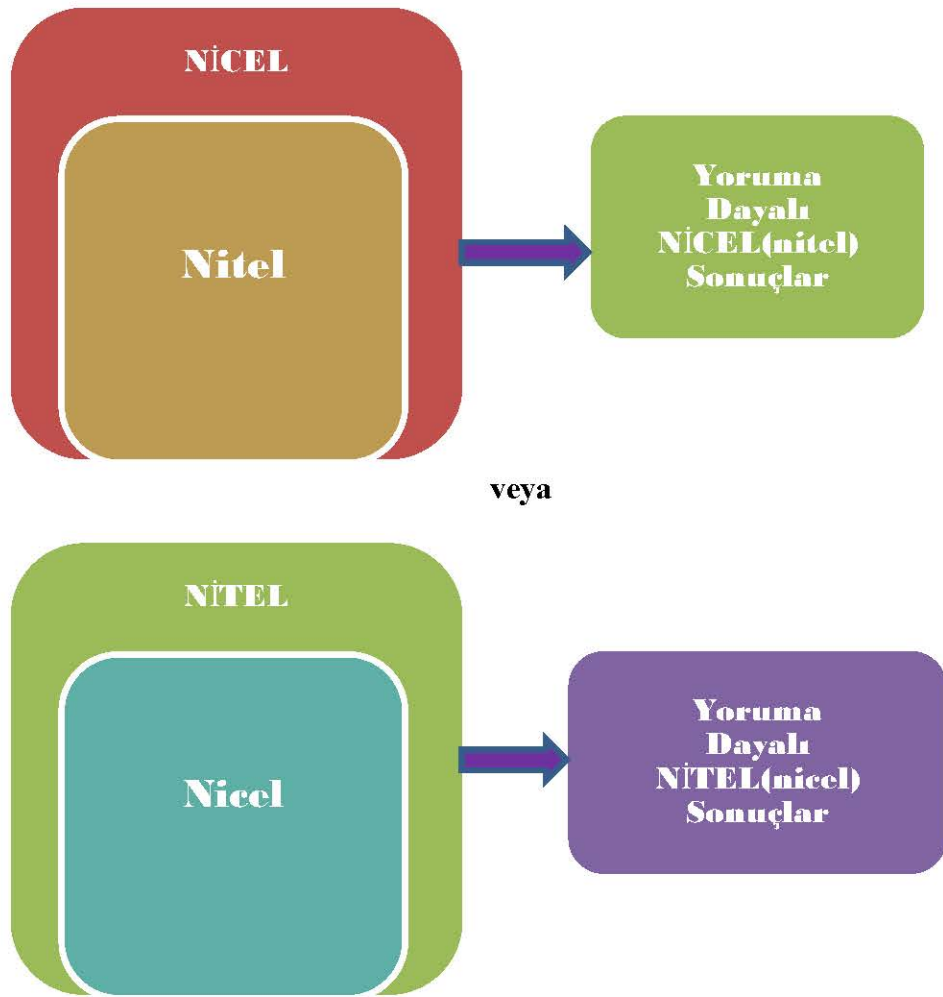 NİCEL
Nitel
Yoruma
Dayalı
NİCEL(nitel)
Sonuçlar
veya
NİTEL
Nicel
Yoruma
Dayalı
NİTEL(nicel)
Sonuçlar